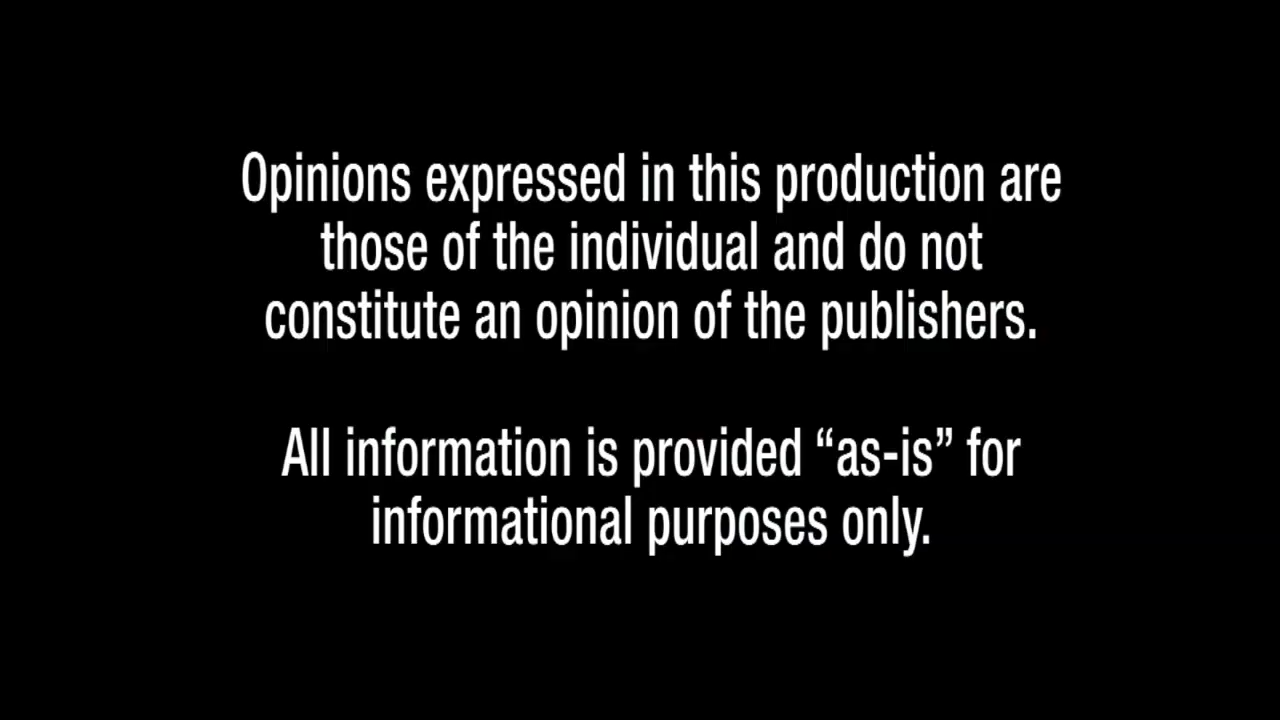 Opinions expressed in this production are
those of the individual and do not
constitute an opinion of the publishers.
All information is provided “as-is” for
informational purposes only.